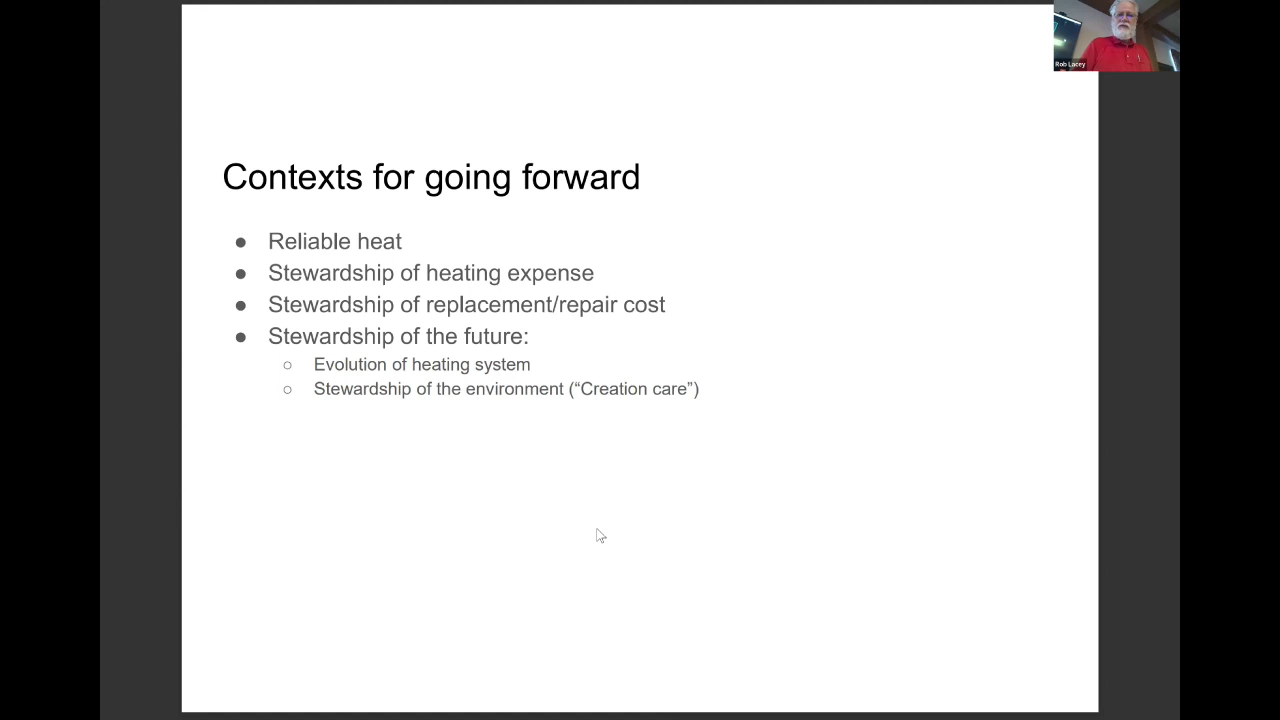 Rob Lacey
Contexts for going forward
● Reliable heat
● Stewardship of heating expense
● Stewardship of replacement/repair cost
● Stewardship of the future:
○ Evolution of heating system
○ Stewardship of the environment (“Creation care”)